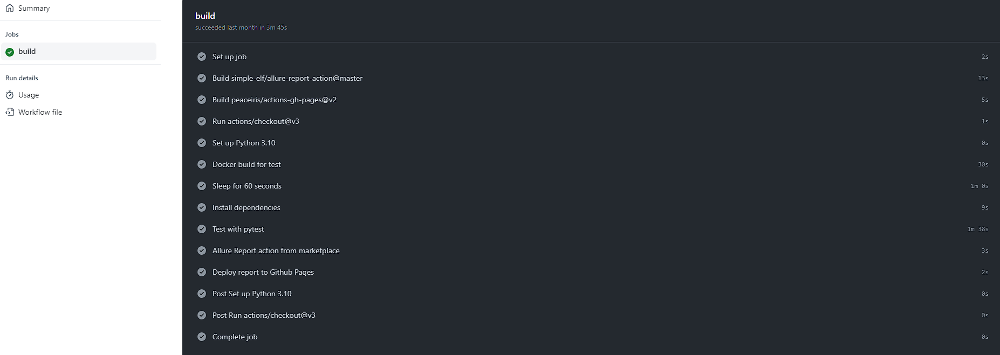 Summary
Jobs
build
Run details
Usage
Workflow file
build
succeeded last month in 3m 45s
Set up job 2s
Build simple-elf/allure-report-action@master 13s
Build peaceiris/actions-gh-pages@v2 5s
Run actions/checkout@v3 1s
Set up Python 3.10 0s
Docker build for test 30s
Sleep for 60 seconds 1m 0s
Install dependencies 9s
Test with pytest 1m 38s
Allure Report action from marketplace 3s
Deploy report to Github Pages 2s
Post Set up Python 3.10 0s
Post Run actions/checkout@v3 0s
Complete job 0s